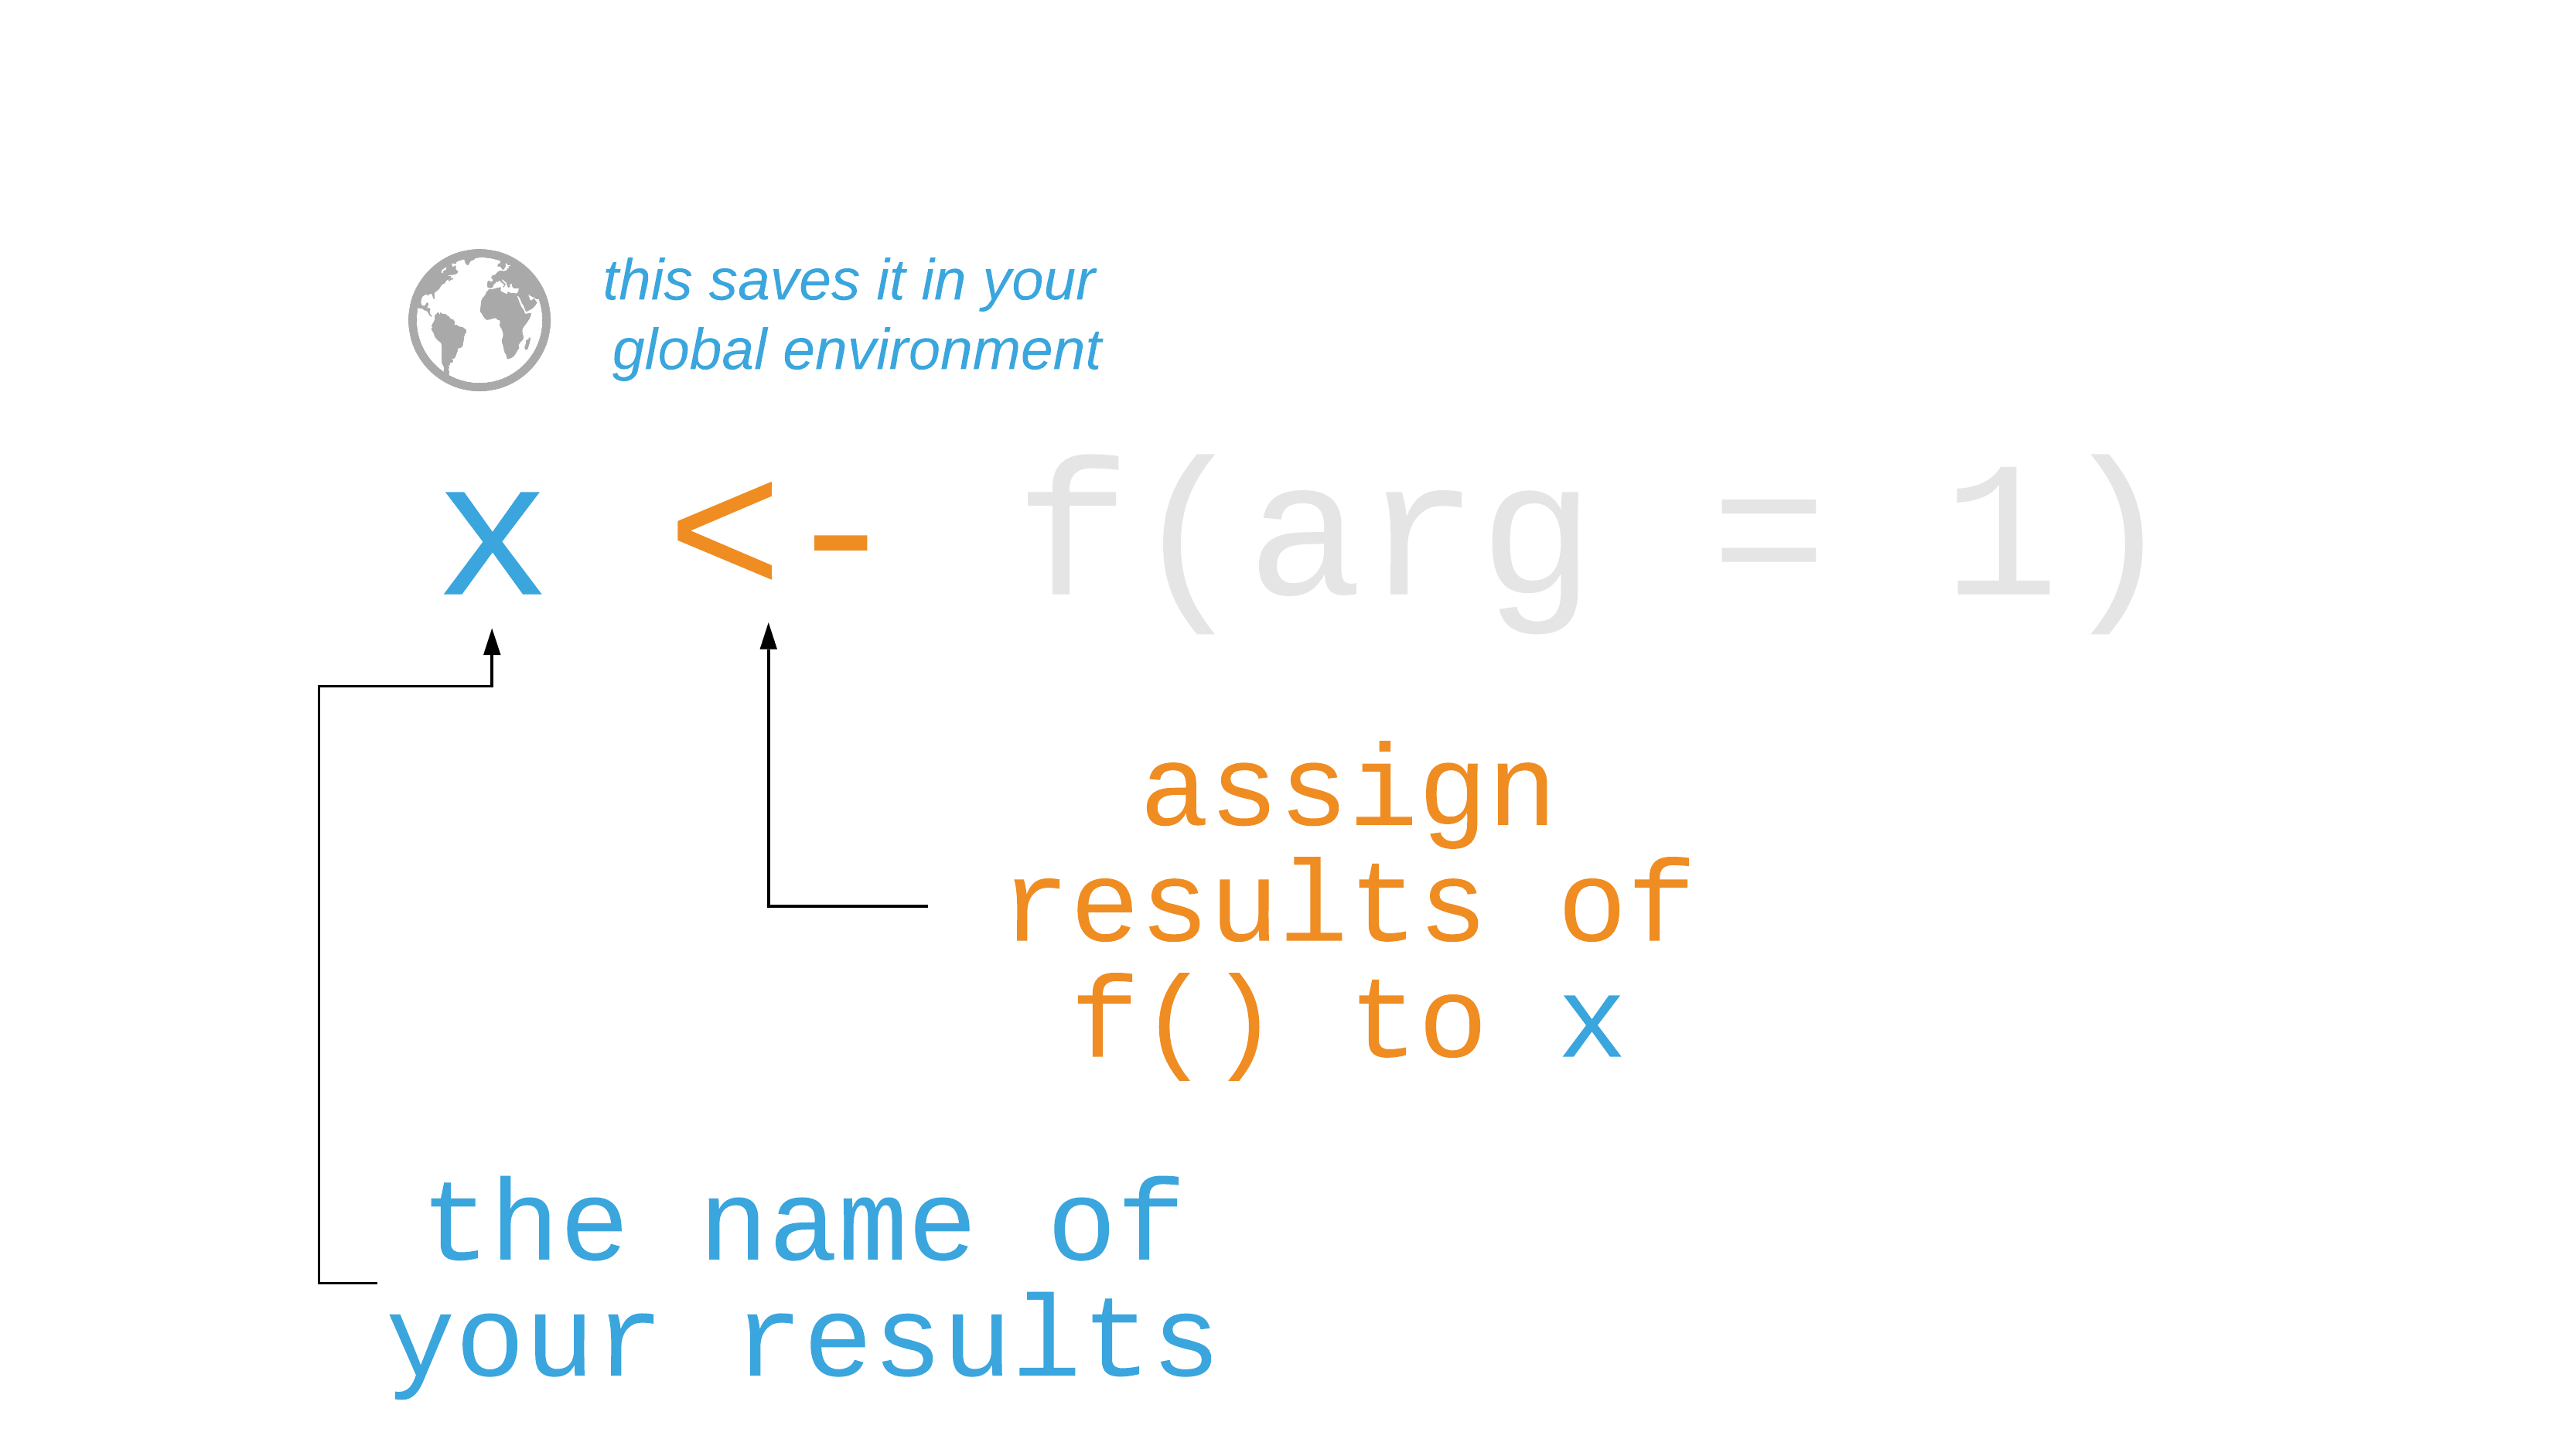 this saves it in your
global environment
x <- f(arg = 1)
assign
results of
f() to x
the name of
your results